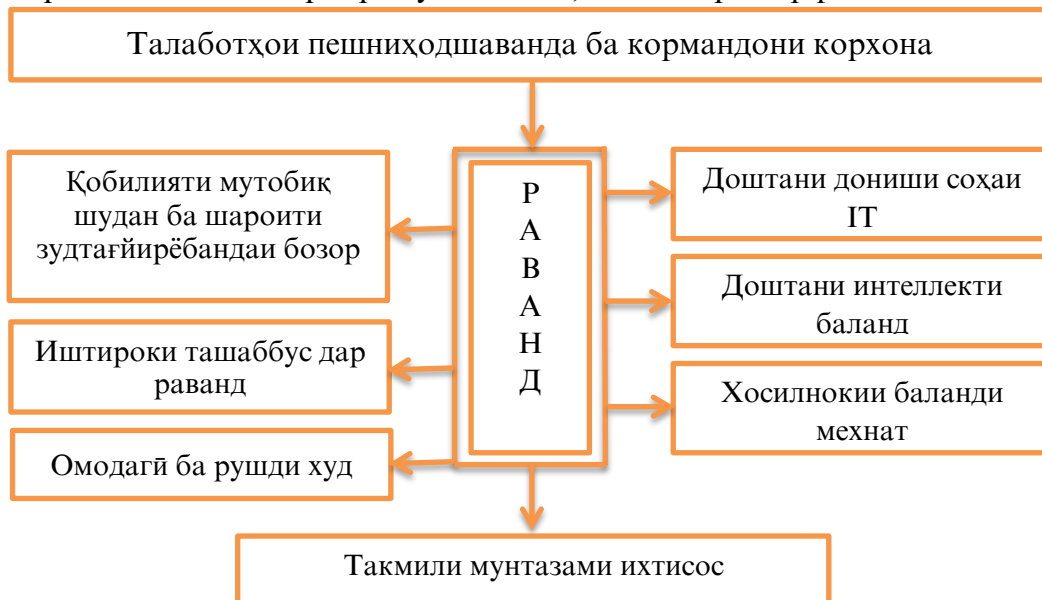 Талаботҳои пешниҳодшаванда ба кормандони корхона
Қобилияти мутобиқ
шудан ба шароити
зудтағйирёбандаи бозор
Иштироки ташаббус дар
раванд
Омодагӣ ба рушди худ
Р
А
В
А
Н
Д
Доштани дониши соҳаи
IT
Доштани интеллекти
баланд
Хосилнокии баланди
мехнат
Такмили мунтазами ихтисос